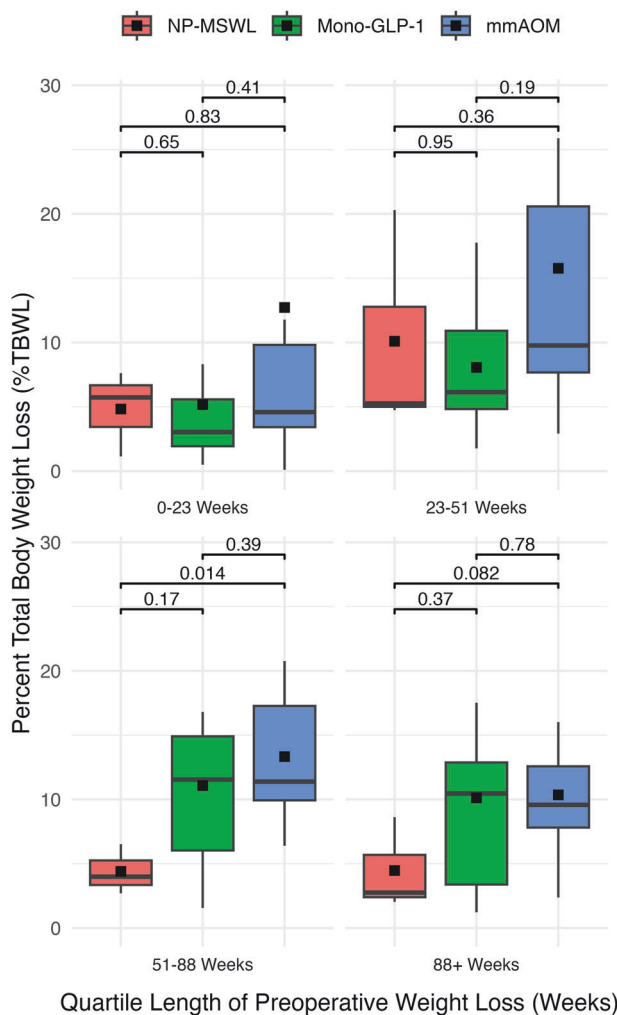 NP-MSWL Mono-GLP-1 mmAOM
Percent Total Body Weight Loss (%TBWL)
30
20
10
0
0.41
0.83
0.65
0-23 Weeks
0.19
0.36
0.95
23-51 Weeks
30
20
10
0
0.39
0.014
0.17
51-88 Weeks
0.78
0.082
0.37
88+ Weeks
Quartile Length of Preoperative Weight Loss (Weeks)